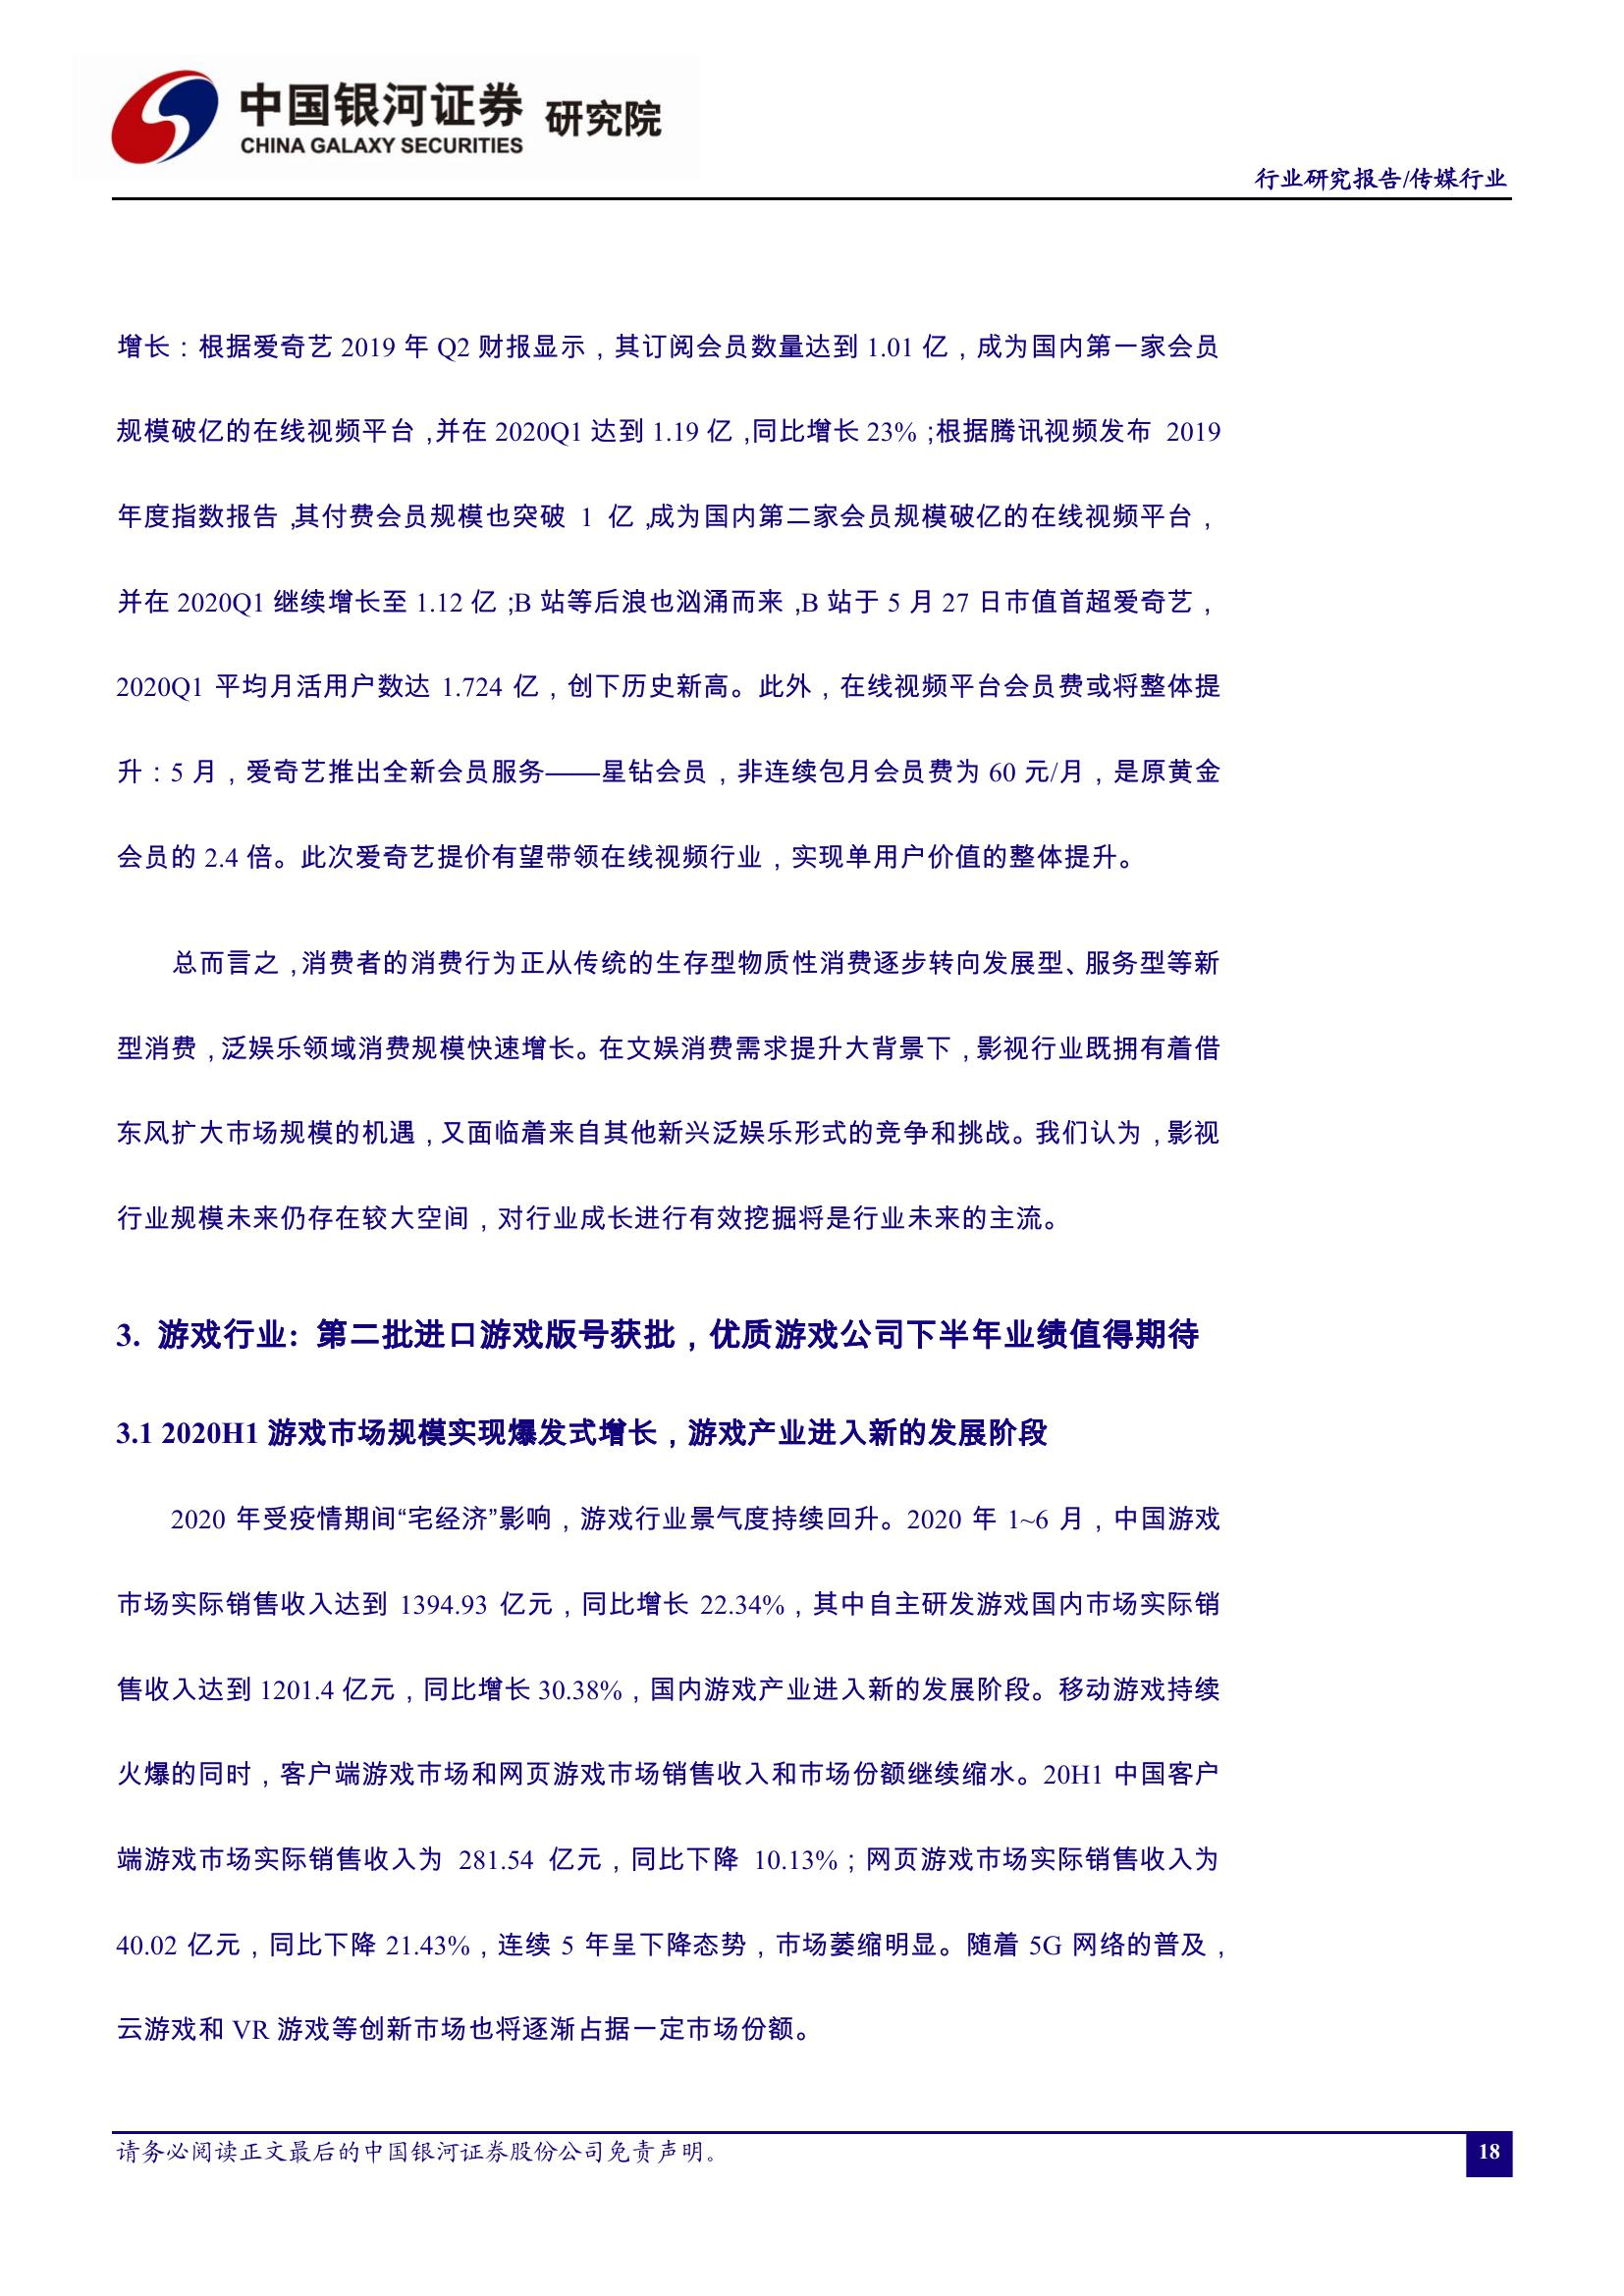 中国银河证券 研究院
CHINA GALAXY SECURITIES
行业研究报告/传媒行业
增长：根据爱奇艺 2019 年 Q2 财报显示，其订阅会员数量达到 1.01 亿，成为国内第一家会员
规模破亿的在线视频平台，并在 2020Q1 达到 1.19 亿，同比增长 23%；根据腾讯视频发布 2019
年度指数报告，其付费会员规模也突破 1 亿，成为国内第二家会员规模破亿的在线视频平台，
并在 2020Q1 继续增长至 1.12 亿；B 站等后浪也汹涌而来，B 站于 5 月 27 日市值首超爱奇艺，
2020Q1 平均月活用户数达 1.724 亿，创下历史新高。此外，在线视频平台会员费或将整体提
升：5 月，爱奇艺推出全新会员服务——星钻会员，非连续包月会员费为 60 元/月，是原黄金
会员的 2.4 倍。此次爱奇艺提价有望带领在线视频行业，实现单用户价值的整体提升。
总而言之，消费者的消费行为正从传统的生存型物质性消费逐步转向发展型、服务型等新
型消费，泛娱乐领域消费规模快速增长。在文娱消费需求提升大背景下，影视行业既拥有着借
东风扩大市场规模的机遇，又面临着来自其他新兴泛娱乐形式的竞争和挑战。我们认为，影视
行业规模未来仍存在较大空间，对行业成长进行有效挖掘将是行业未来的主流。
3. 游戏行业：第二批进口游戏版号获批，优质游戏公司下半年业绩值得期待
3.1 2020H1 游戏市场规模实现爆发式增长，游戏产业进入新的发展阶段
2020 年受疫情期间“宅经济”影响，游戏行业景气度持续回升。2020 年 1~6 月，中国游戏
市场实际销售收入达到 1394.93 亿元，同比增长 22.34%，其中自主研发游戏国内市场实际销
售收入达到 1201.4 亿元，同比增长 30.38%，国内游戏产业进入新的发展阶段。移动游戏持续
火爆的同时，客户端游戏市场和网页游戏市场销售收入和市场份额继续缩水。20H1 中国客户
端游戏市场实际销售收入为 281.54 亿元，同比下降 10.13%；网页游戏市场实际销售收入为
40.02 亿元，同比下降 21.43%，连续 5 年呈下降态势，市场萎缩明显。随着 5G 网络的普及，
云游戏和 VR 游戏等创新市场也将逐渐占据一定市场份额。
请务必阅读正文最后的中国银河证券股份公司免责声明。
18